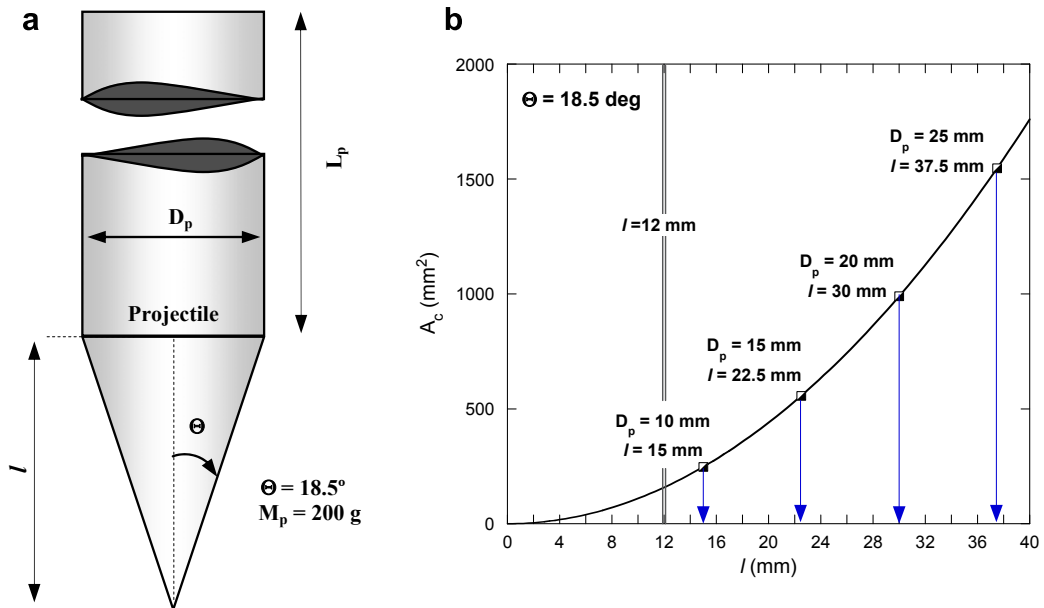 a
L_p
D_p
Projectile
Θ
l
Θ = 18.5º
M_p = 200 g
b
2000
1500
1000
500
0
A_c (mm²)
Θ = 18.5 deg
l =12 mm
D_p = 25 mm
l = 37.5 mm
D_p = 20 mm
l = 30 mm
D_p = 15 mm
l = 22.5 mm
D_p = 10 mm
l = 15 mm
0 4 8 12 16 20 24 28 32 36 40
l (mm)